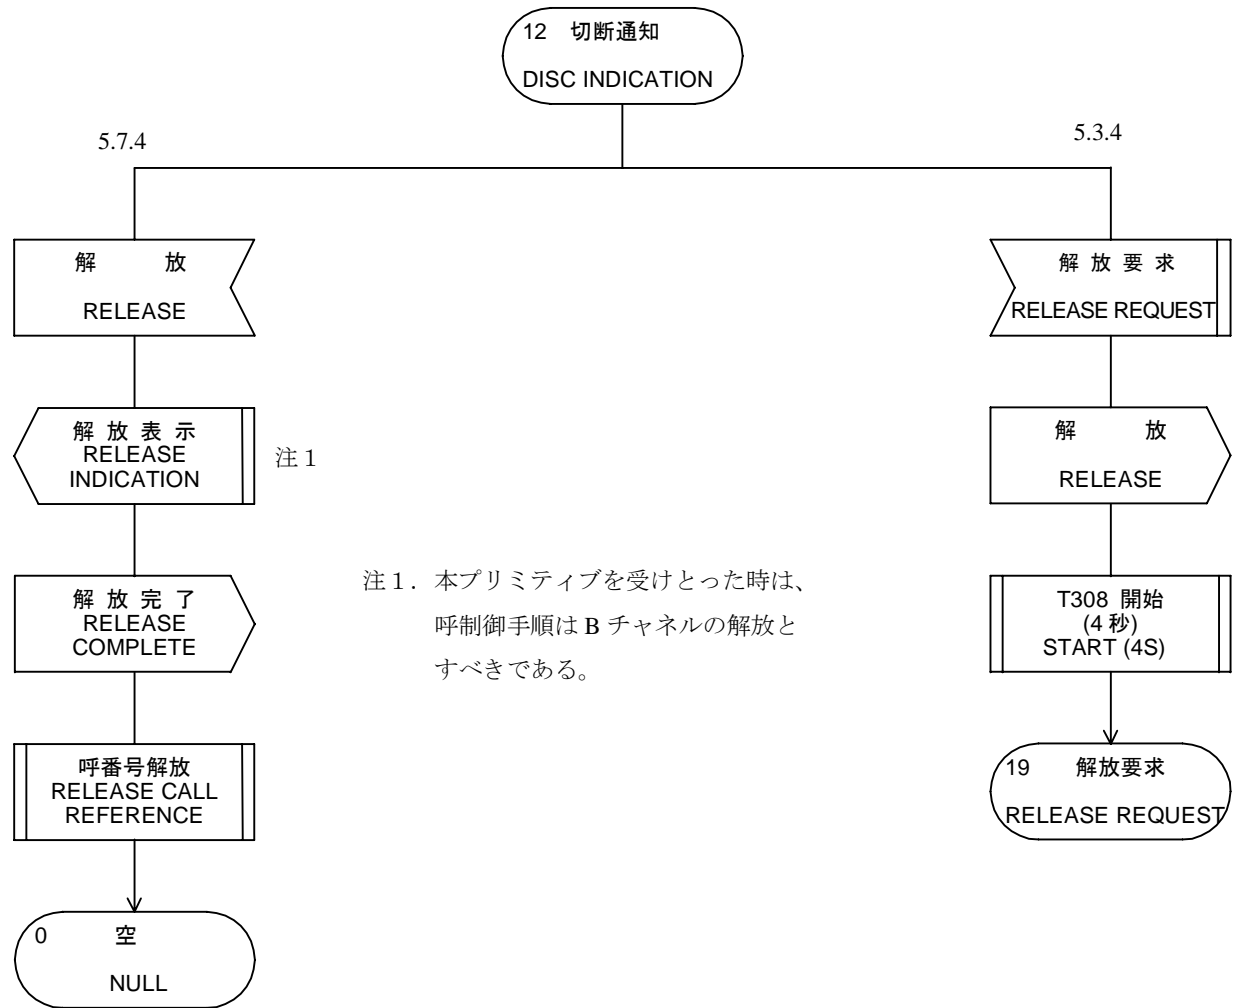 12 切断通知
DISC INDICATION
5.7.4
5.3.4
解 放
RELEASE
解 放 表 示
RELEASE
INDICATION
注1
解 放 完 了
RELEASE
COMPLETE
呼番号解放
RELEASE CALL
REFERENCE
0 空
NULL
注1．本プリミティブを受けとった時は、
呼制御手順は B チャネルの解放と
すべきである。
解 放 要 求
RELEASE REQUEST
解 放
RELEASE
T308 開始
(4 秒)
START (4S)
19 解放要求
RELEASE REQUEST